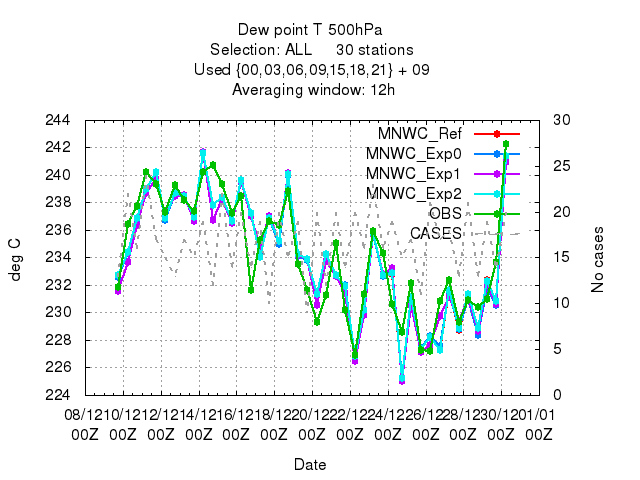 Dew point T 500hPa
Selection: ALL 30 stations
Used {00,03,06,09,15,18,21} + 09
Averaging window: 12h
244 30
242
240 25
238
236 20
234 15
232
230 10
228 5
226
224 0
MNWC_Ref
MNWC_Exp0
MNWC_Exp1
MNWC_Exp2
OBS
CASES
deg C
No cases
08/12 10/12 12/12 14/12 16/12 18/12 20/12 22/12 24/12 26/12 28/12 30/12 01/01
00Z 00Z 00Z 00Z 00Z 00Z 00Z 00Z 00Z 00Z 00Z 00Z 00Z
Date